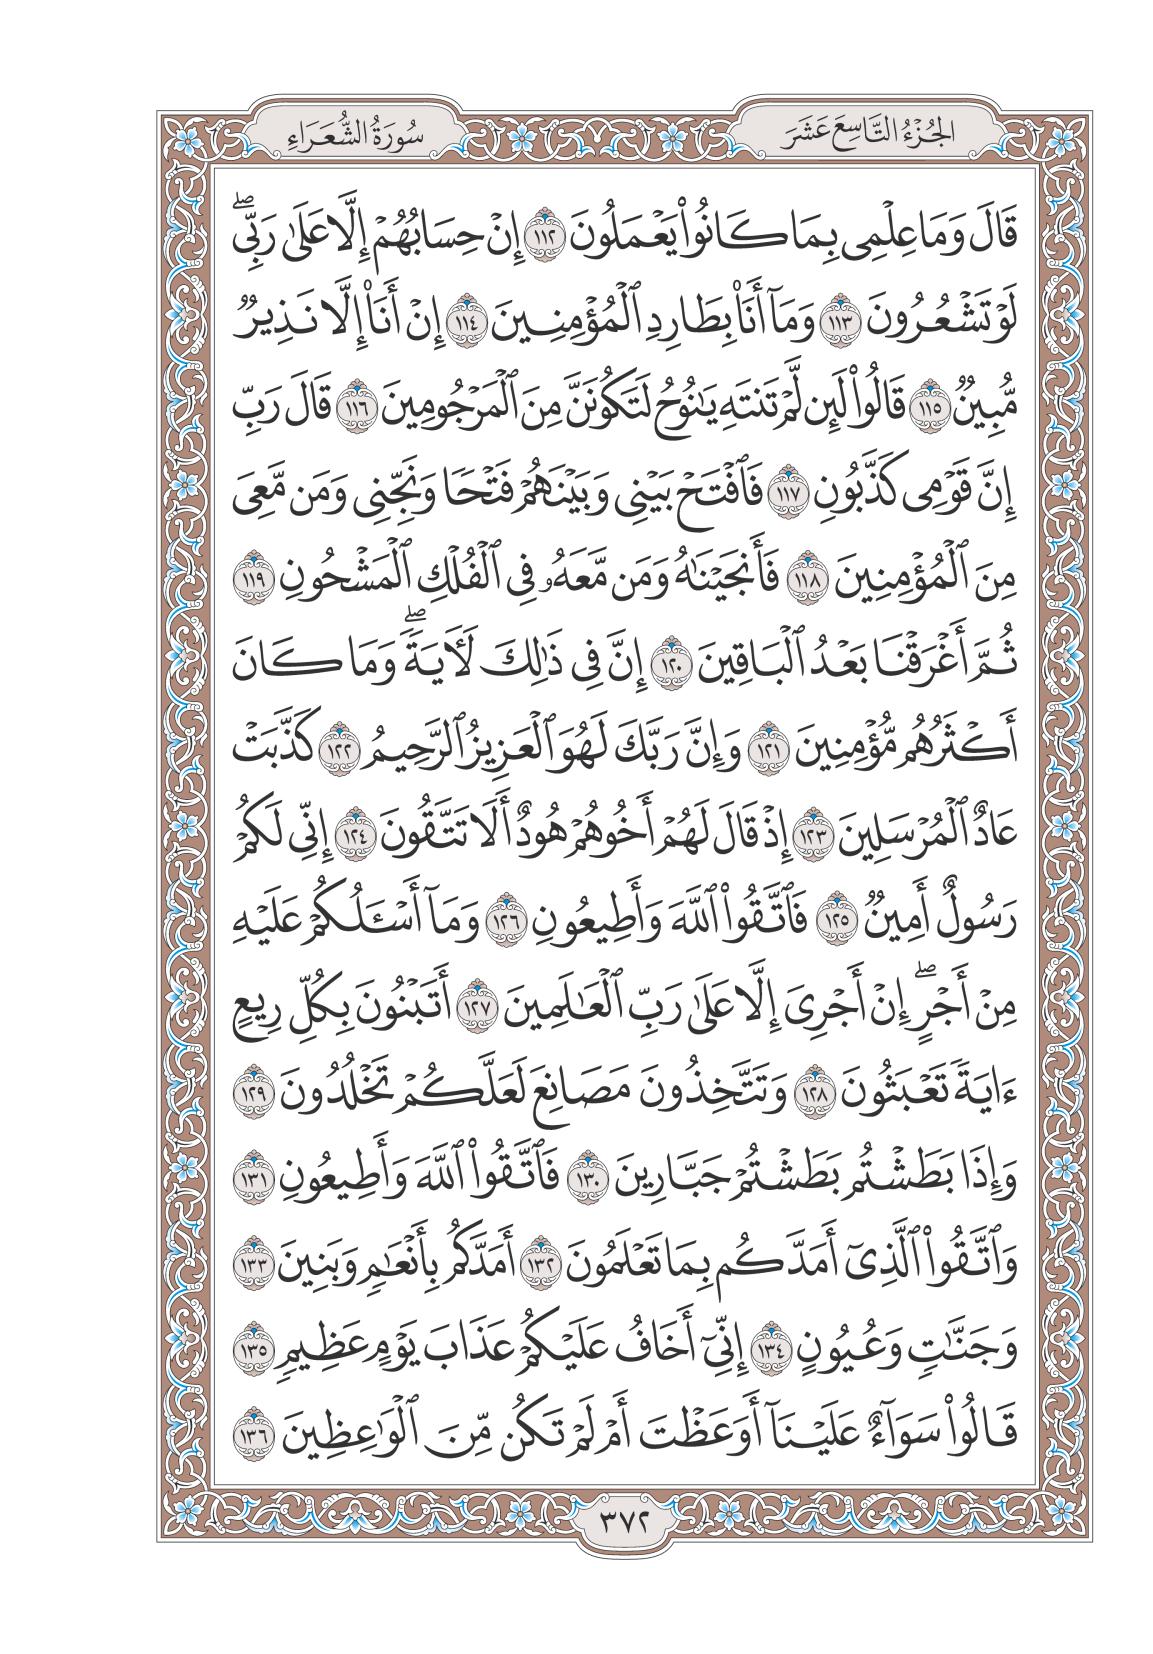 الجُزْءُ التَّاسِعَ عَشَرَ
سُورَةُ الشُّعَرَاءِ
قَالَ وَمَا عِلْمِى بِمَا كَانُوا۟ يَعْمَلُونَ ١١٢ إِنْ حِسَابُهُمْ إِلَّا عَلَىٰ رَبِّىۖ
لَوْ تَشْعُرُونَ ١١٣ وَمَآ أَنَا۠ بِطَارِدِ ٱلْمُؤْمِنِينَ ١١٤ إِنْ أَنَا۠ إِلَّا نَذِيرٌ
مُّبِينٌ ١١٥ قَالُوا۟ لَئِن لَّمْ تَنتَهِ يَٰنُوحُ لَتَكُونَنَّ مِنَ ٱلْمَرْجُومِينَ ١١٦ قَالَ رَبِّ
إِنَّ قَوْمِى كَذَّبُونِ ١١٧ فَٱفْتَحْ بَيْنِى وَبَيْنَهُمْ فَتْحًا وَنَجِّنِى وَمَن مَّعِىَ
مِنَ ٱلْمُؤْمِنِينَ ١١٨ فَأَنجَيْنَٰهُ وَمَن مَّعَهُۥ فِى ٱلْفُلْكِ ٱلْمَشْحُونِ ١١٩
ثُمَّ أَغْرَقْنَا بَعْدُ ٱلْبَاقِينَ ١٢٠ إِنَّ فِى ذَٰلِكَ لَءَايَةًۖ وَمَا كَانَ
أَكْثَرُهُم مُّؤْمِنِينَ ١٢١ وَإِنَّ رَبَّكَ لَهُوَ ٱلْعَزِيزُ ٱلرَّحِيمُ ١٢٢ كَذَّبَتْ
عَادٌ ٱلْمُرْسَلِينَ ١٢٣ إِذْ قَالَ لَهُمْ أَخُوهُمْ هُودٌ أَلَا تَتَّقُونَ ١٢٤ إِنِّى لَكُمْ
رَسُولٌ أَمِينٌ ١٢٥ فَٱتَّقُوا۟ ٱللَّهَ وَأَطِيعُونِ ١٢٦ وَمَآ أَسْـَٔلُكُمْ عَلَيْهِ
مِنْ أَجْرٍۖ إِنْ أَجْرِىَ إِلَّا عَلَىٰ رَبِّ ٱلْعَٰلَمِينَ ١٢٧ أَتَبْنُونَ بِكُلِّ رِيعٍ
ءَايَةً تَعْبَثُونَ ١٢٨ وَتَتَّخِذُونَ مَصَانِعَ لَعَلَّكُمْ تَخْلُدُونَ ١٢٩
وَإِذَا بَطَشْتُم بَطَشْتُمْ جَبَّارِينَ ١٣٠ فَٱتَّقُوا۟ ٱللَّهَ وَأَطِيعُونِ ١٣١
وَٱتَّقُوا۟ ٱلَّذِىٓ أَمَدَّكُم بِمَا تَعْلَمُونَ ١٣٢ أَمَدَّكُم بِأَنْعَٰمٍ وَبَنِينَ ١٣٣
وَجَنَّٰتٍ وَعُيُونٍ ١٣٤ إِنِّىٓ أَخَافُ عَلَيْكُمْ عَذَابَ يَوْمٍ عَظِيمٍ ١٣٥
قَالُوا۟ سَوَآءٌ عَلَيْنَآ أَوَعَظْتَ أَمْ لَمْ تَكُن مِّنَ ٱلْوَٰعِظِينَ ١٣٦
٣٧٢